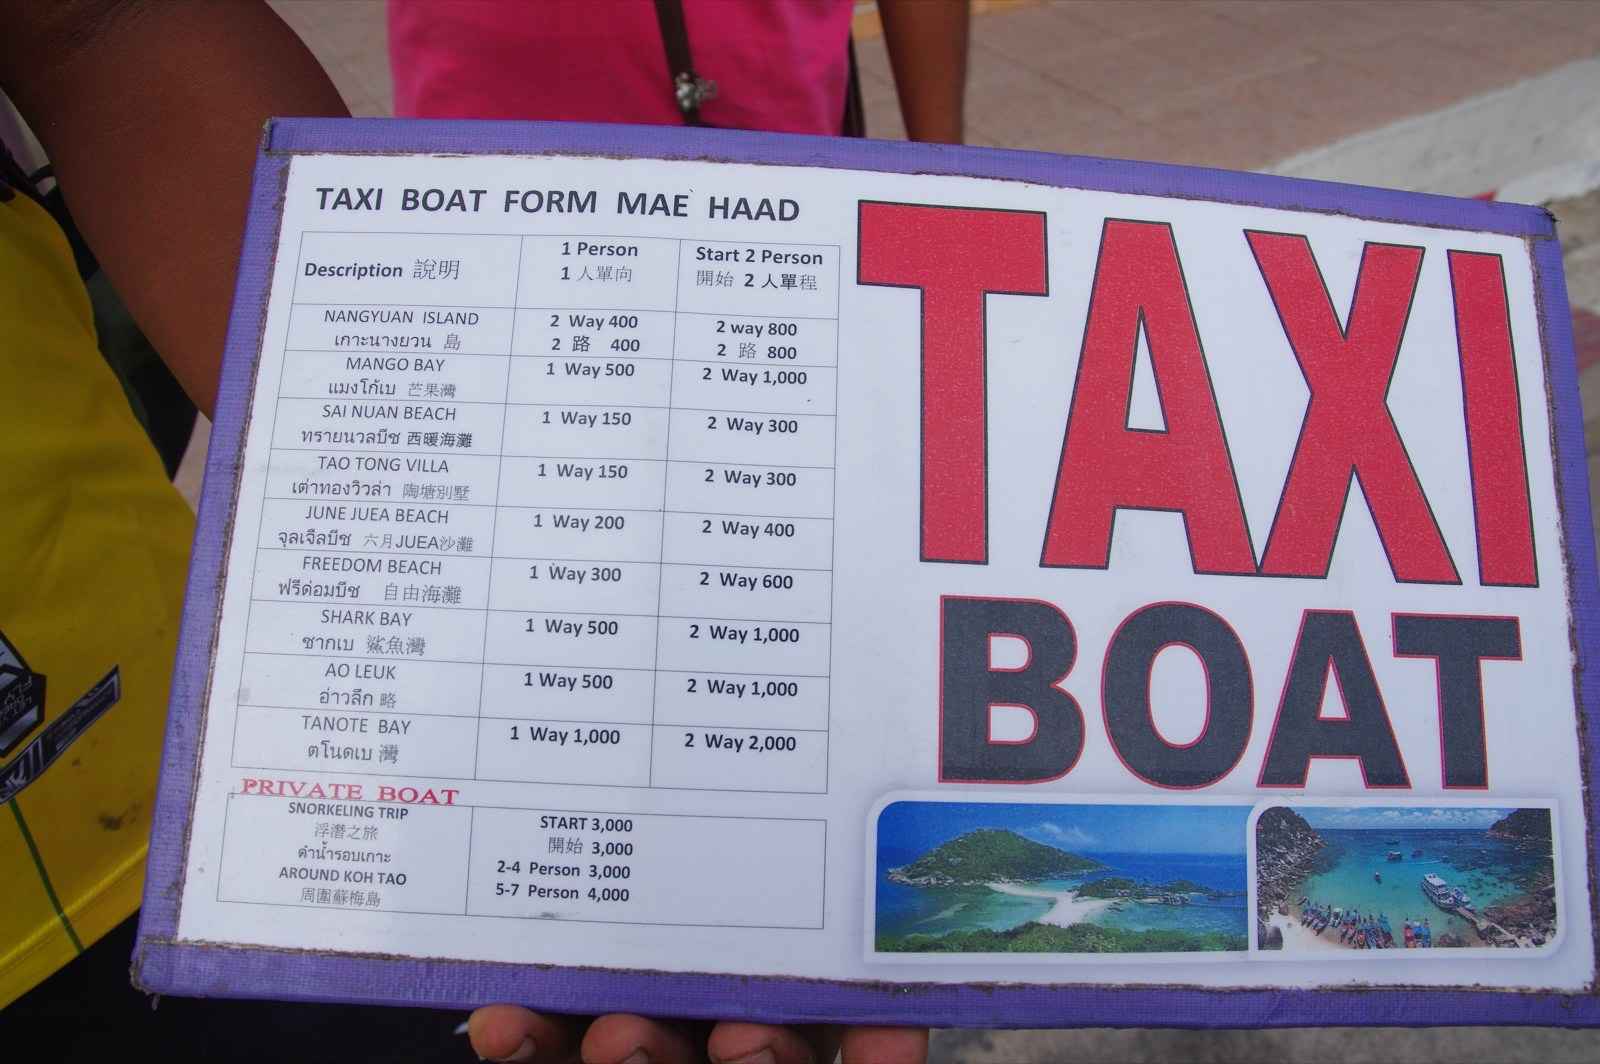 TAXI BOAT FORM MAE HAAD
Description 說明
1 Person
1 人單向
Start 2 Person
開始 2 人單程
NANGYUAN ISLAND
เกาะนางยวน 島
2 Way 400
2 路 400
2 way 800
2 路 800
MANGO BAY
แมงโก้เบ 芒果灣
1 Way 500
2 Way 1,000
SAI NUAN BEACH
ทรายนวลบีช 西暖海灘
1 Way 150
2 Way 300
TAO TONG VILLA
เต่าทองวิวล่า 陶塘別墅
1 Way 150
2 Way 300
JUNE JUEA BEACH
จุลเจือบีช 六月JUEA沙灘
1 Way 200
2 Way 400
FREEDOM BEACH
ฟรีด่อมบีช 自由海灘
1 Way 300
2 Way 600
SHARK BAY
ชากเบ 鯊魚灣
1 Way 500
2 Way 1,000
AO LEUK
อ่าวลึก 略
1 Way 500
2 Way 1,000
TANOTE BAY
ตโนดเบ 灣
1 Way 1,000
2 Way 2,000
PRIVATE BOAT
SNORKELING TRIP
浮潛之旅
ดำน้ำรอบเกาะ
AROUND KOH TAO
周圍蘇梅島
START 3,000
開始 3,000
2-4 Person 3,000
5-7 Person 4,000
TAXI
BOAT